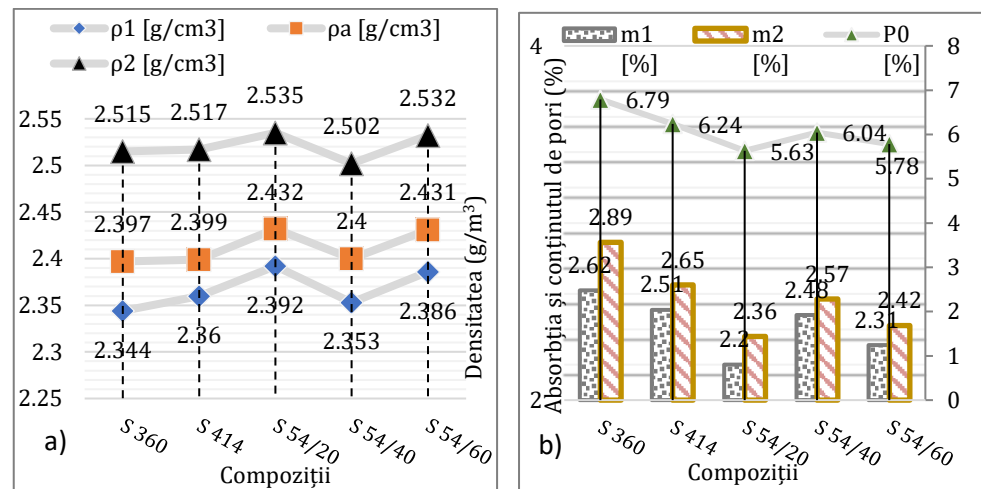 ρ1 [g/cm3] ρa [g/cm3]
ρ2 [g/cm3]
2.515 2.517 2.535 2.502 2.532
2.397 2.399 2.432 2.4 2.431
2.344 2.36 2.392 2.353 2.386
2.55
2.5
2.45
2.4
2.35
2.3
2.25
S 360 S 414 S 54/20 S 54/40 S 54/60
Compoziții
a)
Densitatea (g/m³)
m1 [%] m2 [%] P0 [%]
Absorbția și conținutul de pori (%)
4
2
6.79 6.24 5.63 6.04 5.78
2.89 2.65 2.36 2.57 2.42
2.62 2.51 2.2 2.48 2.31
8
7
6
5
4
3
2
1
0
S 360 S 414 S 54/20 S 54/40 S 54/60
Compoziții
b)